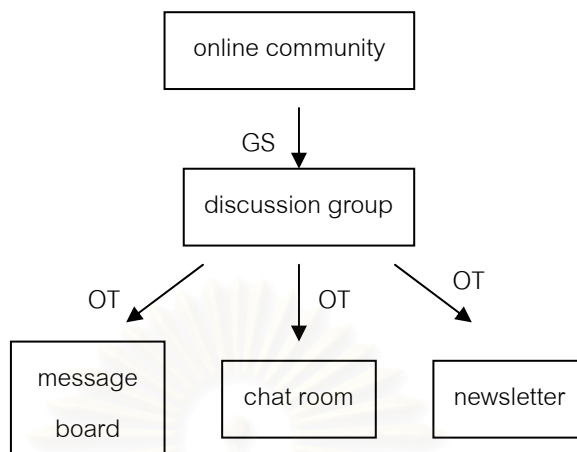 online community
GS
discussion group
OT
OT
OT
message
board
chat room
newsletter